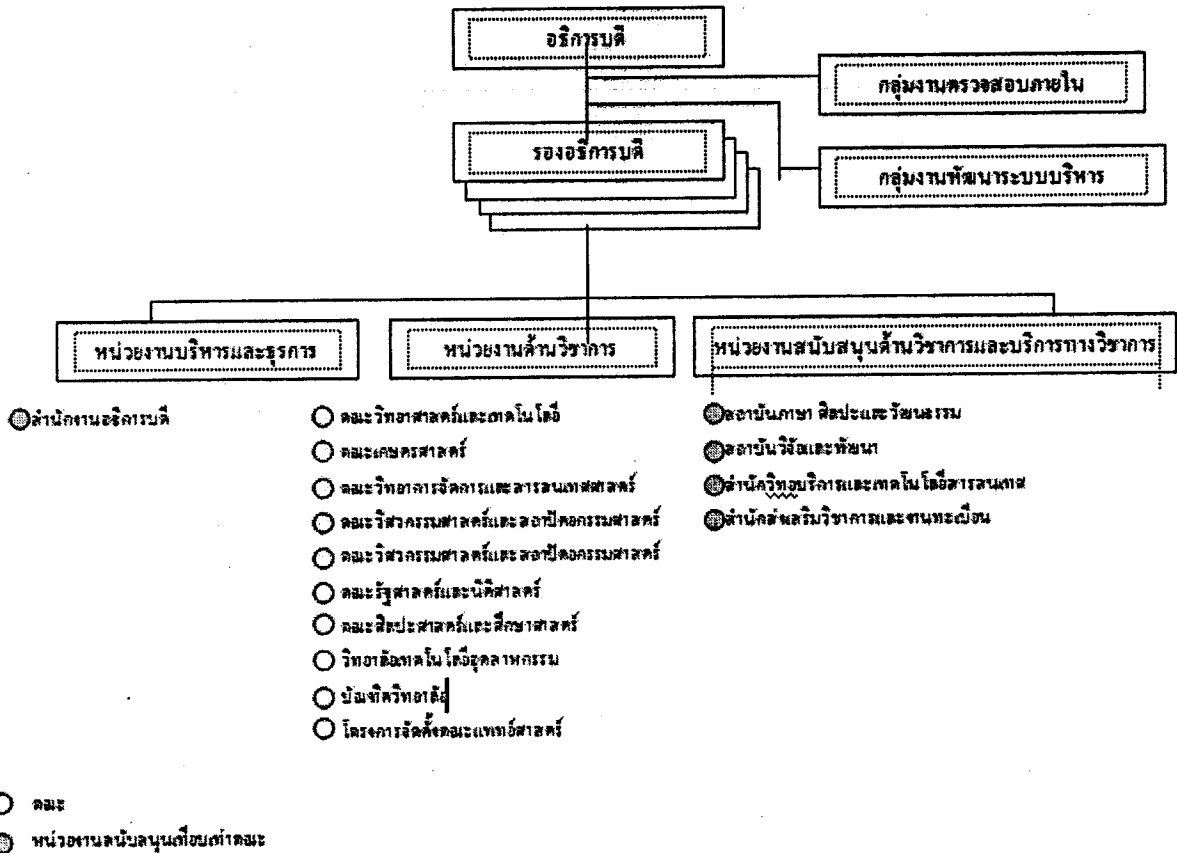 อธิการบดี
กลุ่มงานตรวจสอบภายใน
รองอธิการบดี
กลุ่มงานพัฒนาระบบบริหาร
หน่วยงานบริหารและธุรการ
หน่วยงานด้านวิชาการ
หน่วยงานสนับสนุนด้านวิชาการและบริการทางวิชาการ
สำนักงานอธิการบดี
คณะวิทยาศาสตร์และเทคโนโลยี
คณะเกษตรศาสตร์
คณะวิทยาการจัดการและสารสนเทศศาสตร์
คณะวิศวกรรมศาสตร์และสถาปัตยกรรมศาสตร์
คณะวิศวกรรมศาสตร์และสถาปัตยกรรมศาสตร์
คณะรัฐศาสตร์และนิติศาสตร์
คณะศิลปะศาสตร์และศึกษาศาสตร์
วิทยาลัยเทคโนโลยีอุตสาหกรรม
บัณฑิตวิทยาลัย
โครงการจัดตั้งคณะแพทย์ศาสตร์
สถาบันภาษา ศิลปะและวัฒนธรรม
สถาบันวิจัยและพัฒนา
สำนักวิทยบริการและเทคโนโลยีสารสนเทศ
สำนักส่งเสริมวิชาการและงานทะเบียน
คณะ
หน่วยงานสนับสนุนเทียบเท่าคณะ